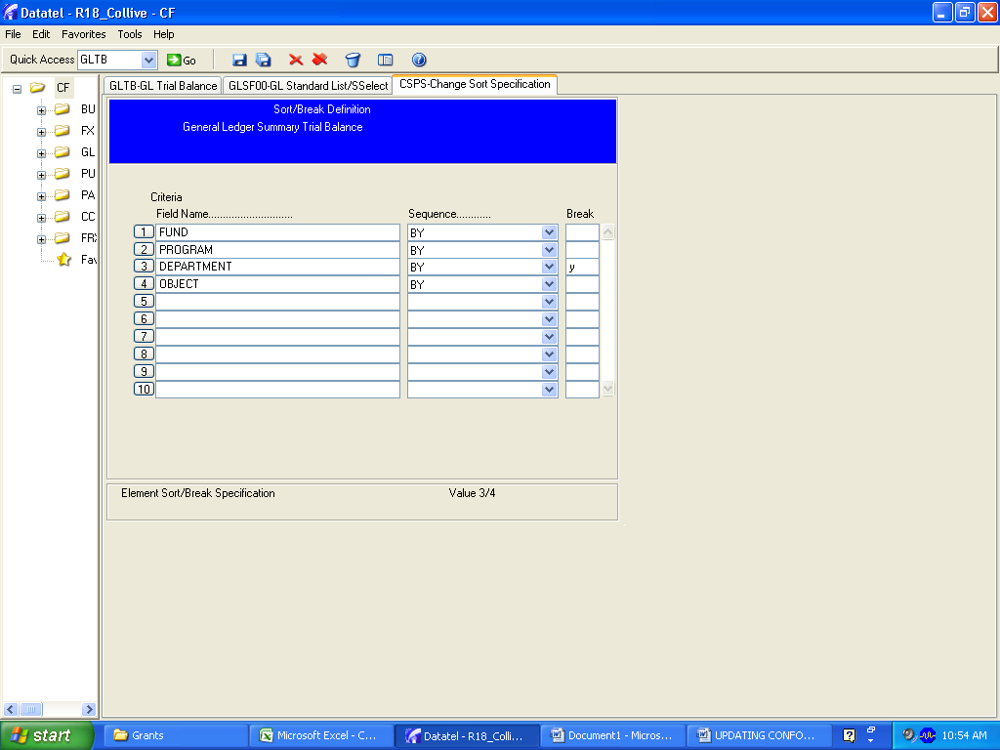 Datatel - R18_Collive - CF
File Edit Favorites Tools Help
Quick Access GLTB Go
CF
BU
FX
GL
PU
PA
CC
Fav
GLTB-GL Trial Balance GLSF00-GL Standard List/SSelect CSPS-Change Sort Specification
Sort/Break Definition
General Ledger Summary Trial Balance
Criteria
Field Name............................ Sequence............ Break
1 FUND BY
2 PROGRAM BY
3 DEPARTMENT BY y
4 OBJECT BY
5
6
7
8
9
10
Element Sort/Break Specification Value 3/4
start Grants Microsoft Excel - C... Datatel - R18_Colli... Document1 - Micros... UPDATING CONFO... 10:54 AM